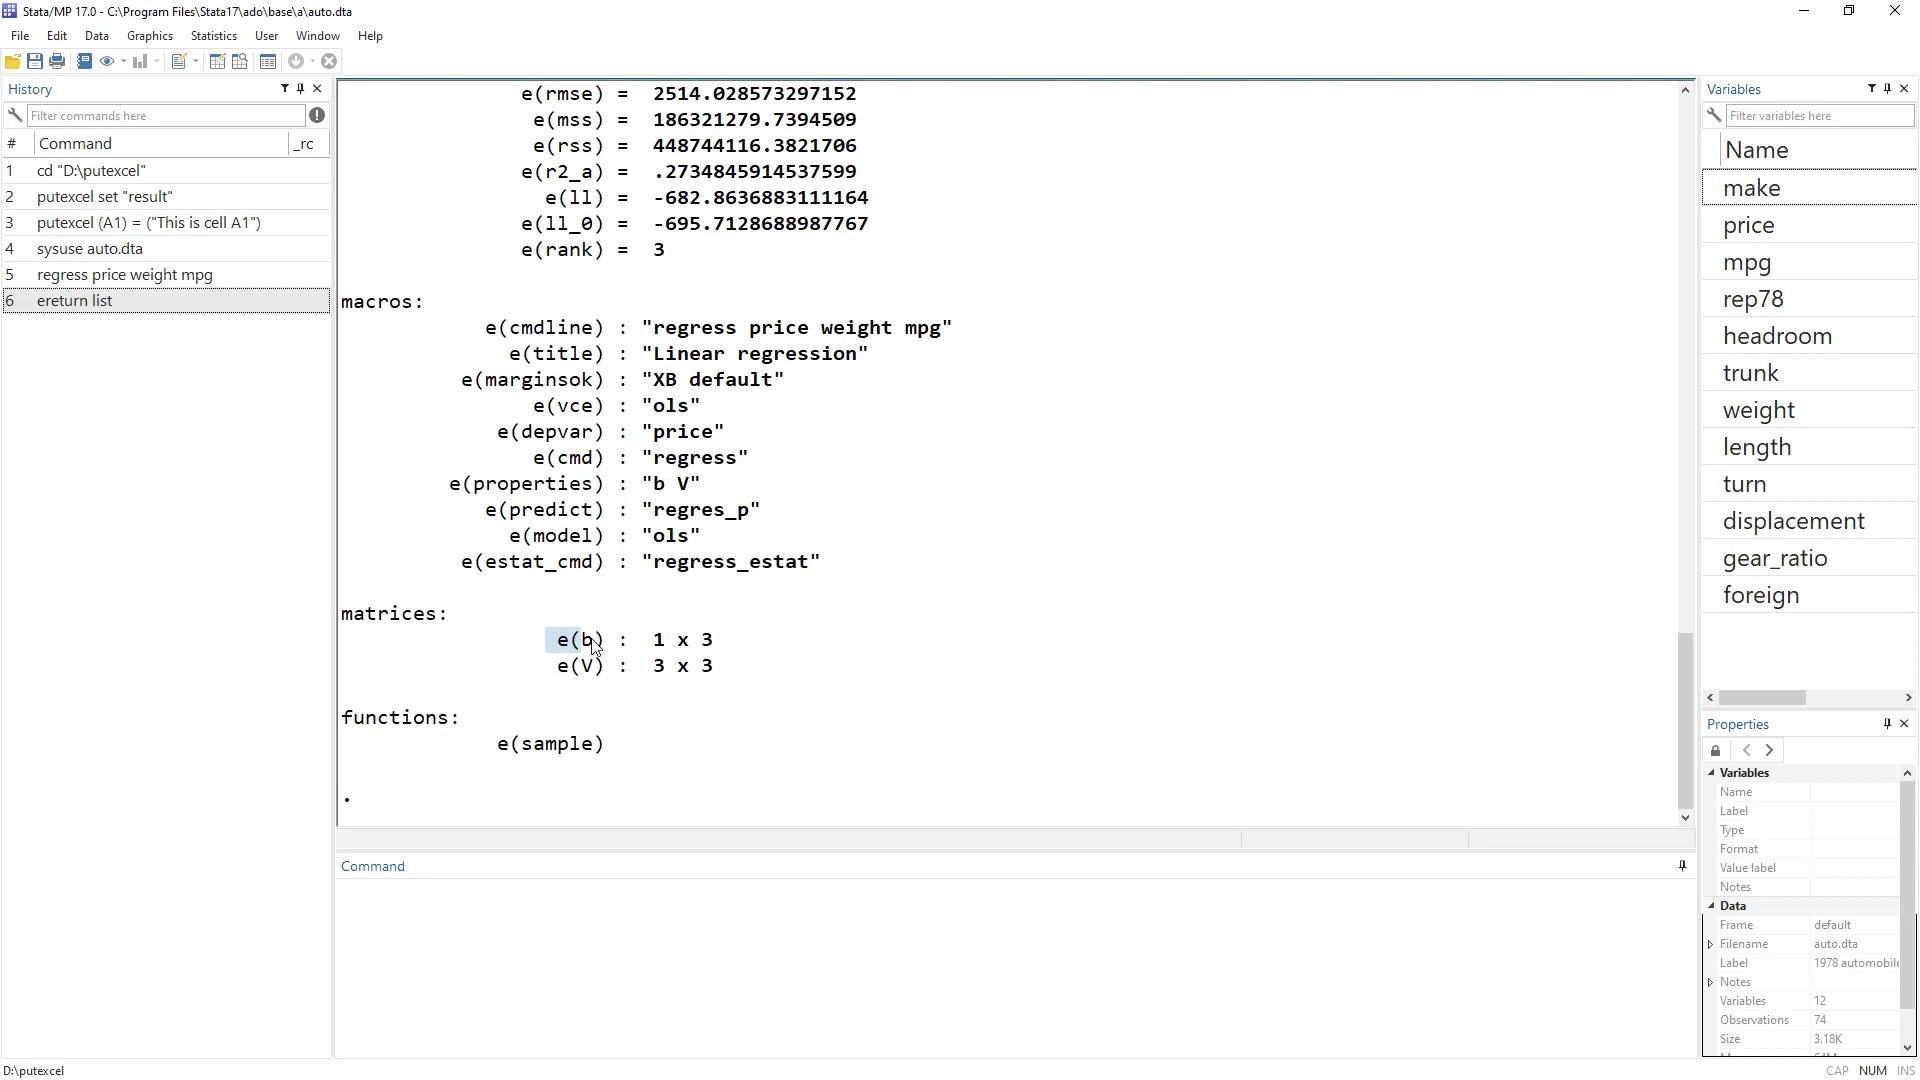 Stata/MP 17.0 - C:\Program Files\Stata17\ado\base\a\auto.dta
File Edit Data Graphics Statistics User Window Help
History
Filter commands here
# Command _rc
1 cd "D:\putexcel"
2 putexcel set "result"
3 putexcel (A1) = ("This is cell A1")
4 sysuse auto.dta
5 regress price weight mpg
6 ereturn list
e(rmse) = 2514.028573297152
e(mss) = 186321279.7394509
e(rss) = 448744116.3821706
e(r2_a) = .2734845914537599
e(ll) = -682.8636883111164
e(ll_0) = -695.7128688987767
e(rank) = 3
macros:
e(cmdline) : "regress price weight mpg"
e(title) : "Linear regression"
e(marginsok) : "XB default"
e(vce) : "ols"
e(depvar) : "price"
e(cmd) : "regress"
e(properties) : "b V"
e(predict) : "regres_p"
e(model) : "ols"
e(estat_cmd) : "regress_estat"
matrices:
e(b) : 1 x 3
e(V) : 3 x 3
functions:
e(sample)
.
Command
Variables
Filter variables here
Name
make
price
mpg
rep78
headroom
trunk
weight
length
turn
displacement
gear_ratio
foreign
Properties
Variables
Name
Label
Type
Format
Value label
Notes
Data
Frame default
Filename auto.dta
Label 1978 automobile
Notes
Variables 12
Observations 74
Size 3.18K
D:\putexcel
CAP NUM INS